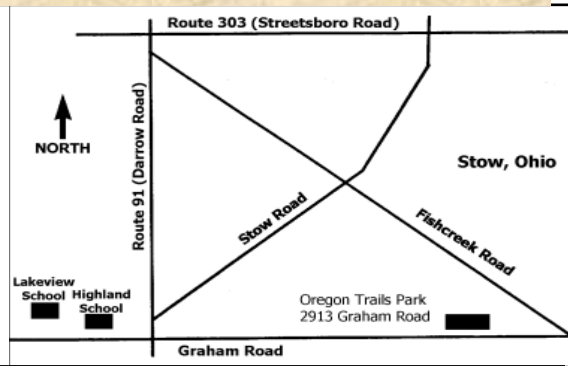 Route 303 (Streetsboro Road)
NORTH
Route 91 (Darrow Road)
Stow, Ohio
Stow Road
Fishcreek Road
Lakeview
School
Highland
School
Oregon Trails Park
2913 Graham Road
Graham Road